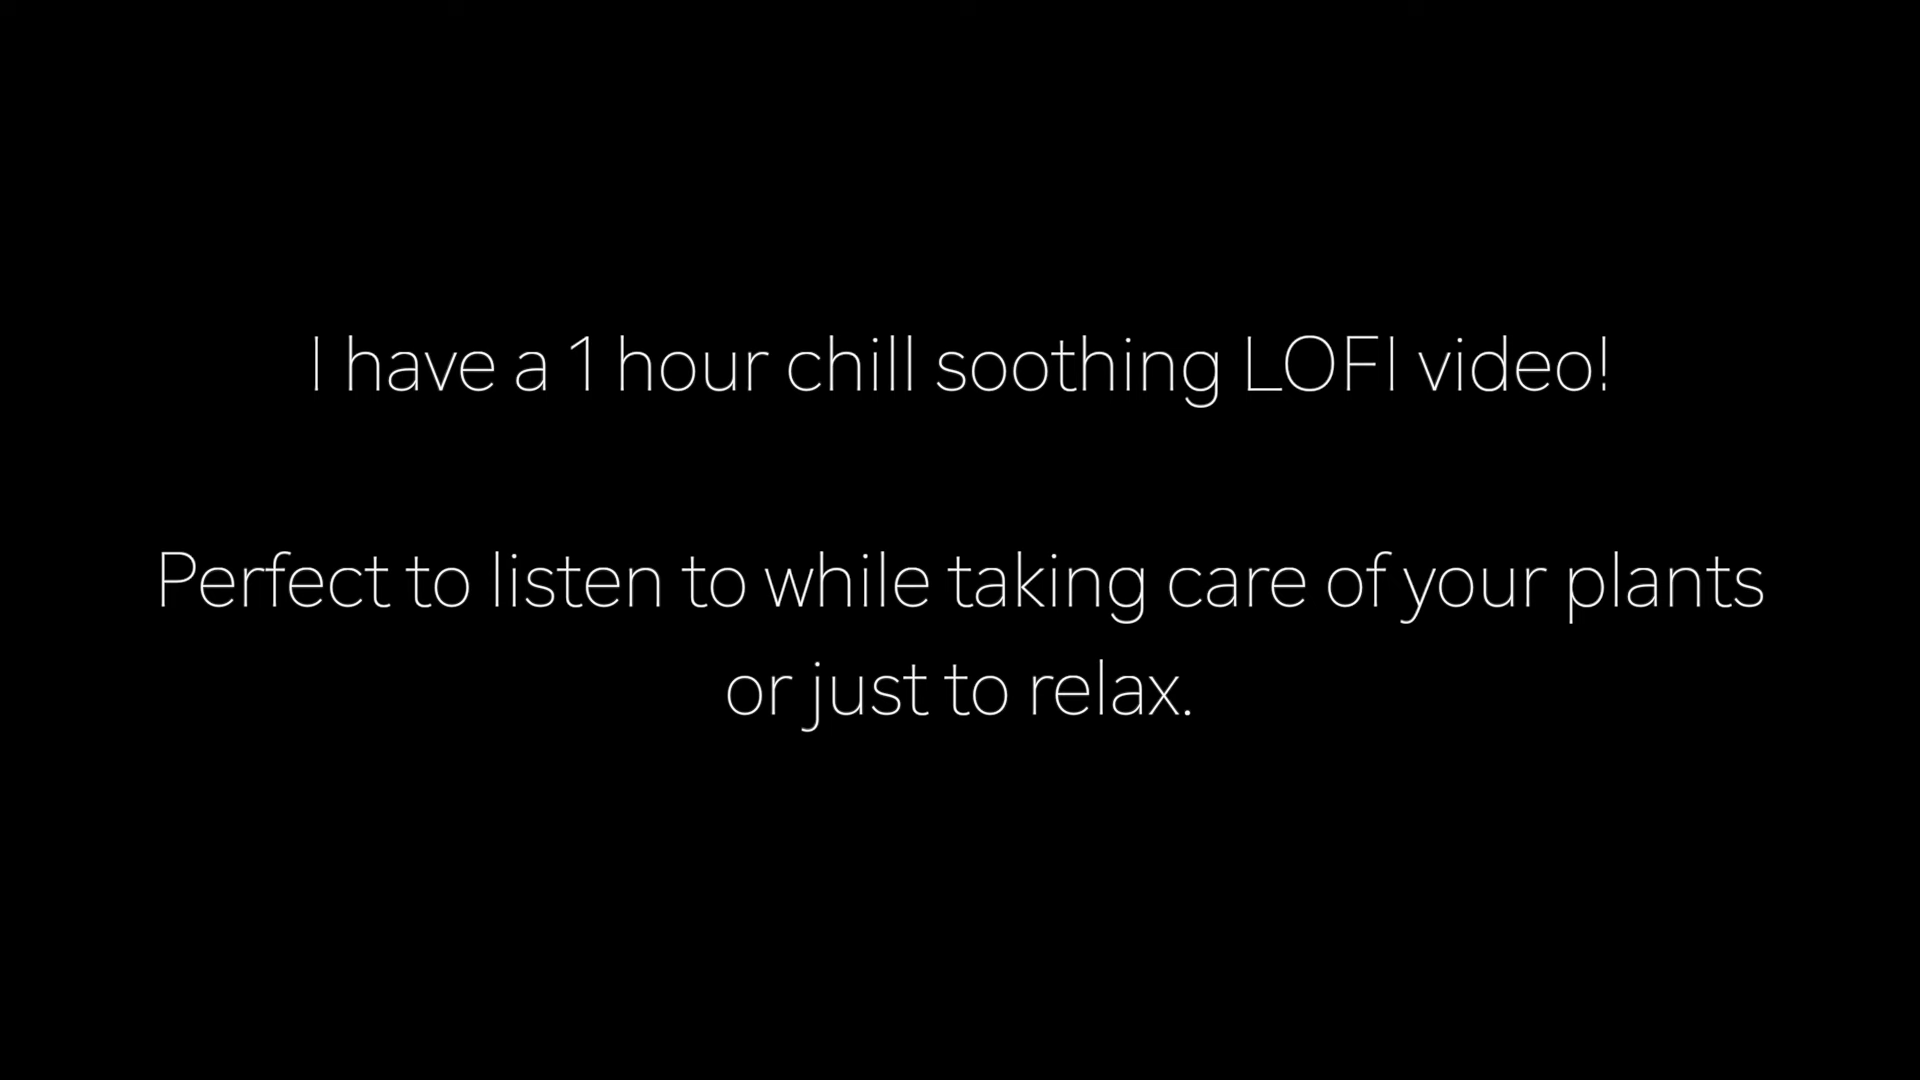 I have a 1 hour chill soothing LOFI video!
Perfect to listen to while taking care of your plants
or just to relax.